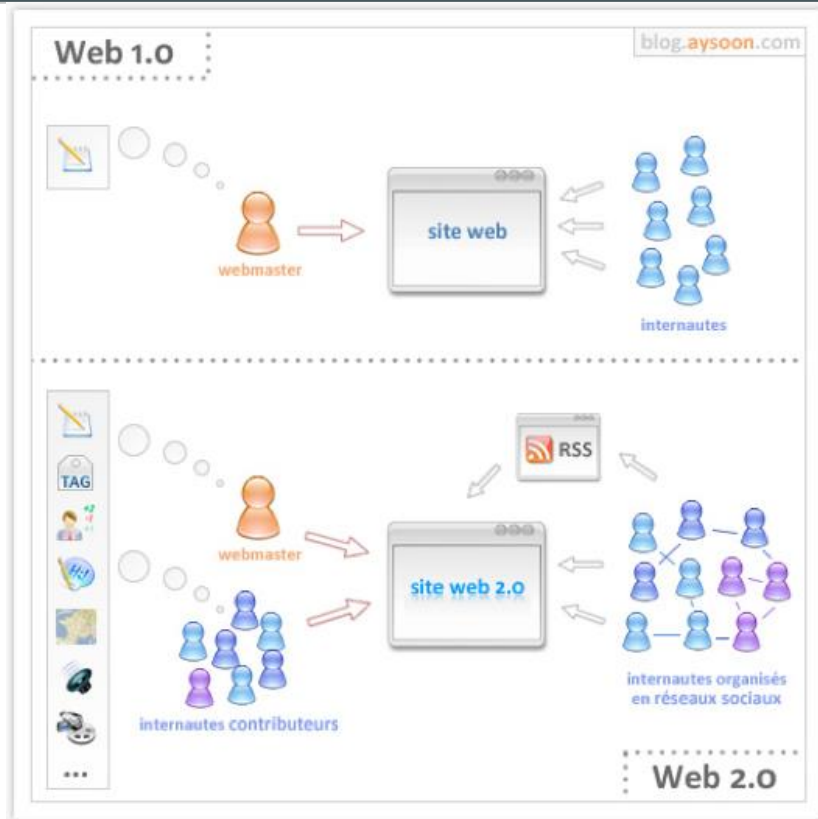 Web 1.0
blog.aysoon.com
site web
webmaster
internautes
TAG
RSS
webmaster
Hi!
site web 2.0
internautes contributeurs
internautes organisés
en réseaux sociaux
...
Web 2.0